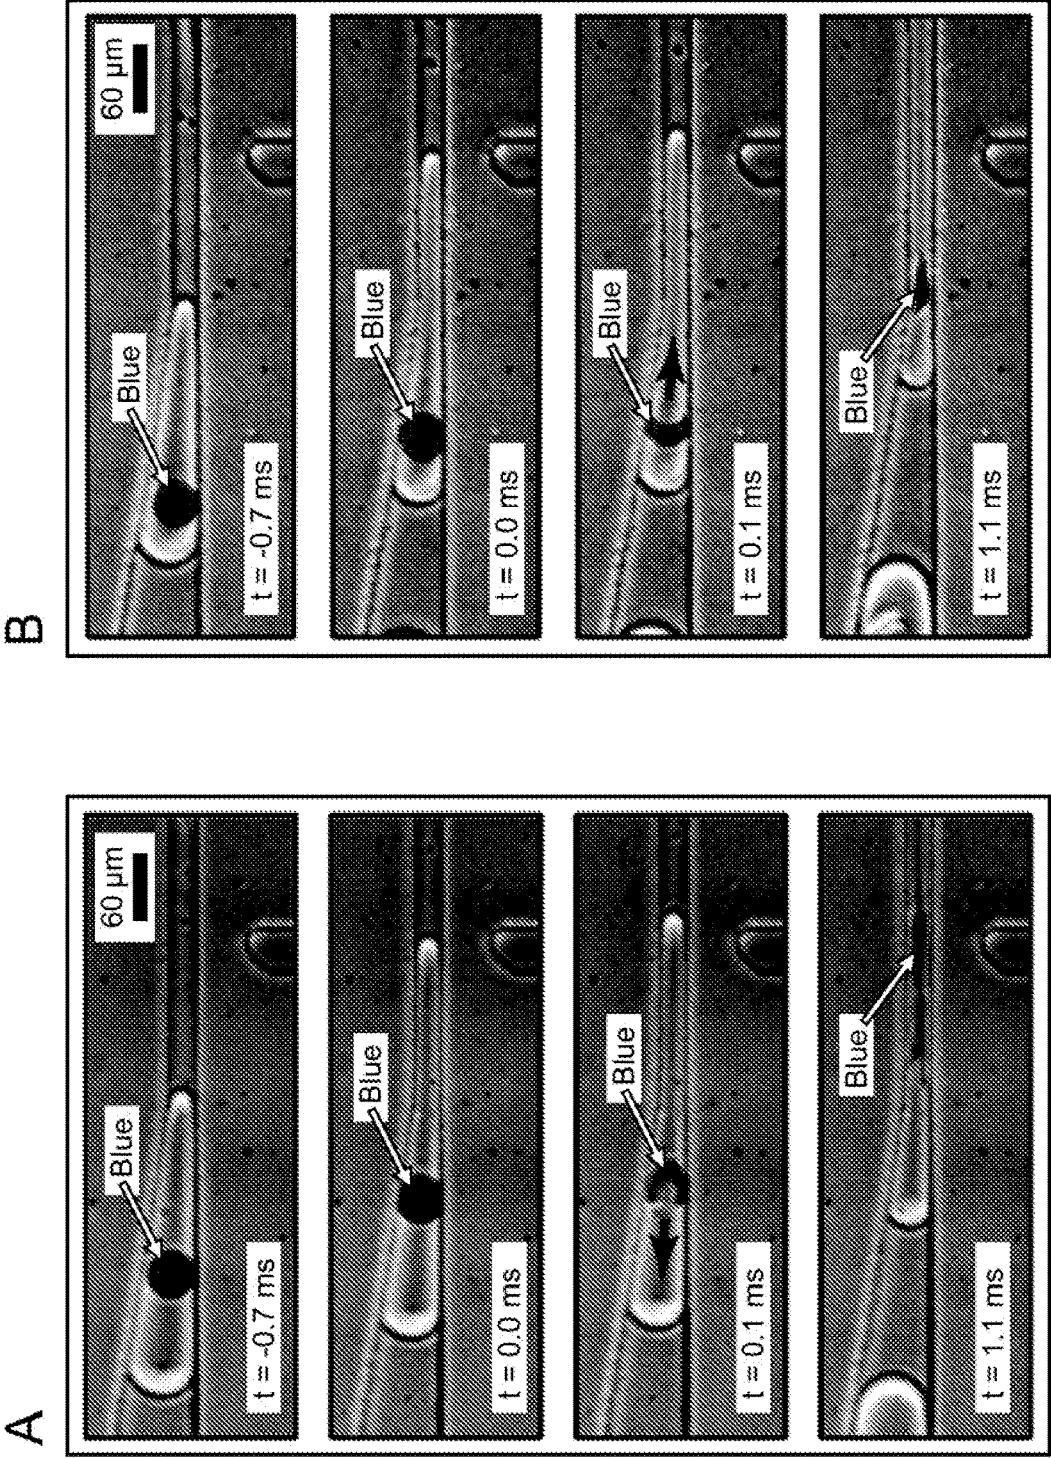 A
60 μm
Blue
t = -0.7 ms
Blue
t = 0.0 ms
Blue
t = 0.1 ms
Blue
t = 1.1 ms
B
60 μm
Blue
t = -0.7 ms
Blue
t = 0.0 ms
Blue
t = 0.1 ms
Blue
t = 1.1 ms